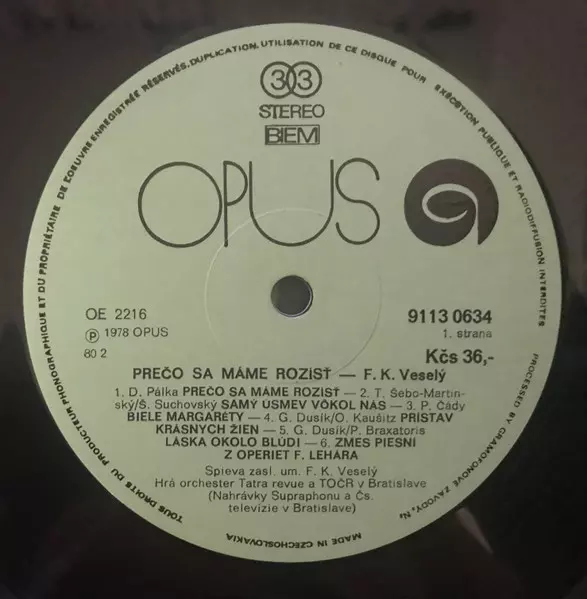 TOUS DROITS DU PRODUCTEUR PHONOGRAPHIQUE ET DU PROPRIÉTAIRE DE L'OEUVRE ENREGISTRÉE RÉSERVÉS. DUPLICATION, UTILISATION DE CE DISQUE POUR EXÉCUTION PUBLIQUE ET RADIODIFFUSION INTERDITES
33
STEREO
BIEM
OPUS
OE 2216
℗ 1978 OPUS
80 2
9113 0634
1. strana
Kčs 36,-
PREČO SA MÁME ROZÍSŤ — F. K. Veselý
1. D. Pálka PREČO SA MÁME ROZÍSŤ — 2. T. Šebo-Martin-
ský/Š. Suchovský SAMÝ ÚSMEV VÔKOL NÁS — 3. P. Čády
BIELE MARGARÉTY — 4. G. Dusík/O. Kaušitz PRÍSTAV
KRÁSNYCH ŽIEN — 5. G. Dusík/P. Braxatoris
LÁSKA OKOLO BLÚDI — 6. ZMES PIESNÍ
Z OPERIET F. LEHÁRA
Spieva zasl. um. F. K. Veselý
Hrá orchester Tatra revue a TOČR v Bratislave
(Nahrávky Supraphonu a Čs.
televízie v Bratislave)
PROCESSED BY GRAMOFONOVÉ ZÁVODY,
MADE IN CZECHOSLOVAKIA